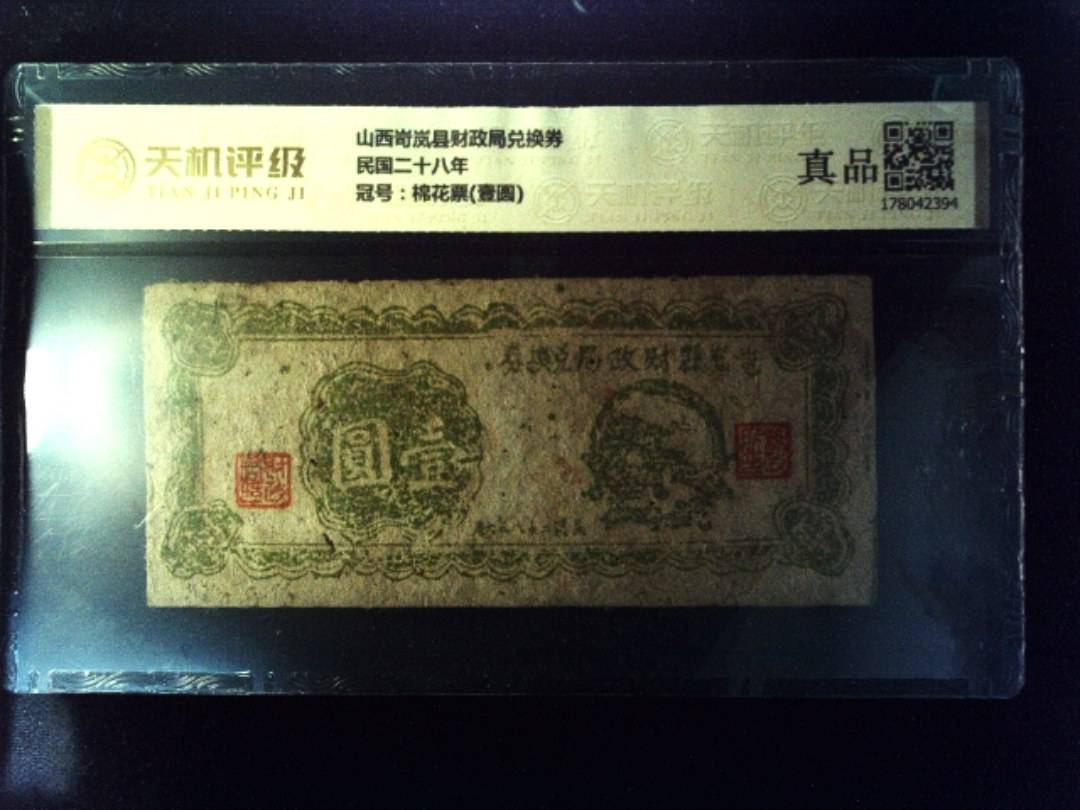 天机评级
TIAN JI PING JI
山西岢岚县财政局兑换券
民国二十八年
冠号：棉花票(壹圆)
真品
178042394
岢嵐縣財政局兌換券
壹圓